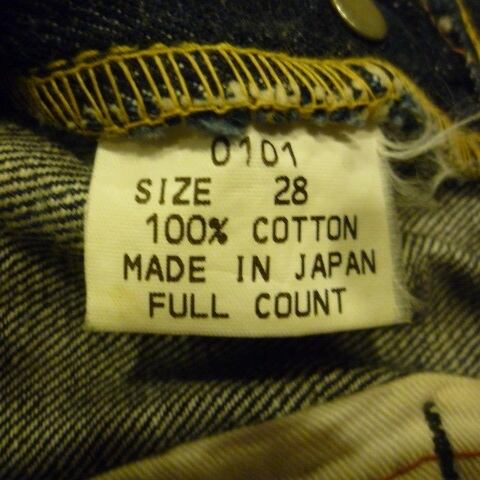 0101
SIZE 28
100% COTTON
MADE IN JAPAN
FULL COUNT